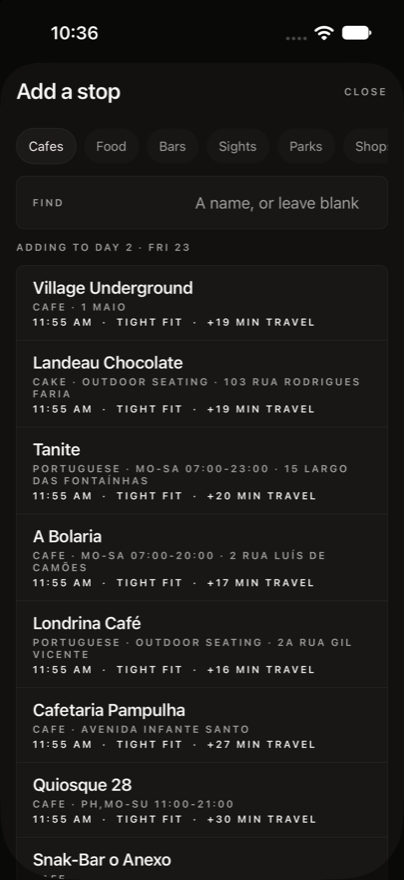 10:36
Add a stop
CLOSE
Cafes
Food
Bars
Sights
Parks
Shops
FIND
A name, or leave blank
ADDING TO DAY 2 · FRI 23
Village Underground
CAFE · 1 MAIO
11:55 AM · TIGHT FIT · +19 MIN TRAVEL
Landeau Chocolate
CAKE · OUTDOOR SEATING · 103 RUA RODRIGUES
FARIA
11:55 AM · TIGHT FIT · +19 MIN TRAVEL
Tanite
PORTUGUESE · MO-SA 07:00-23:00 · 15 LARGO
DAS FONTAÍNHAS
11:55 AM · TIGHT FIT · +20 MIN TRAVEL
A Bolaria
CAFE · MO-SA 07:00-20:00 · 2 RUA LUÍS DE
CAMÕES
11:55 AM · TIGHT FIT · +17 MIN TRAVEL
Londrina Café
PORTUGUESE · OUTDOOR SEATING · 2A RUA GIL
VICENTE
11:55 AM · TIGHT FIT · +16 MIN TRAVEL
Cafetaria Pampulha
CAFE · AVENIDA INFANTE SANTO
11:55 AM · TIGHT FIT · +27 MIN TRAVEL
Quiosque 28
CAFE · PH,MO-SU 11:00-21:00
11:55 AM · TIGHT FIT · +30 MIN TRAVEL
Snak-Bar o Anexo